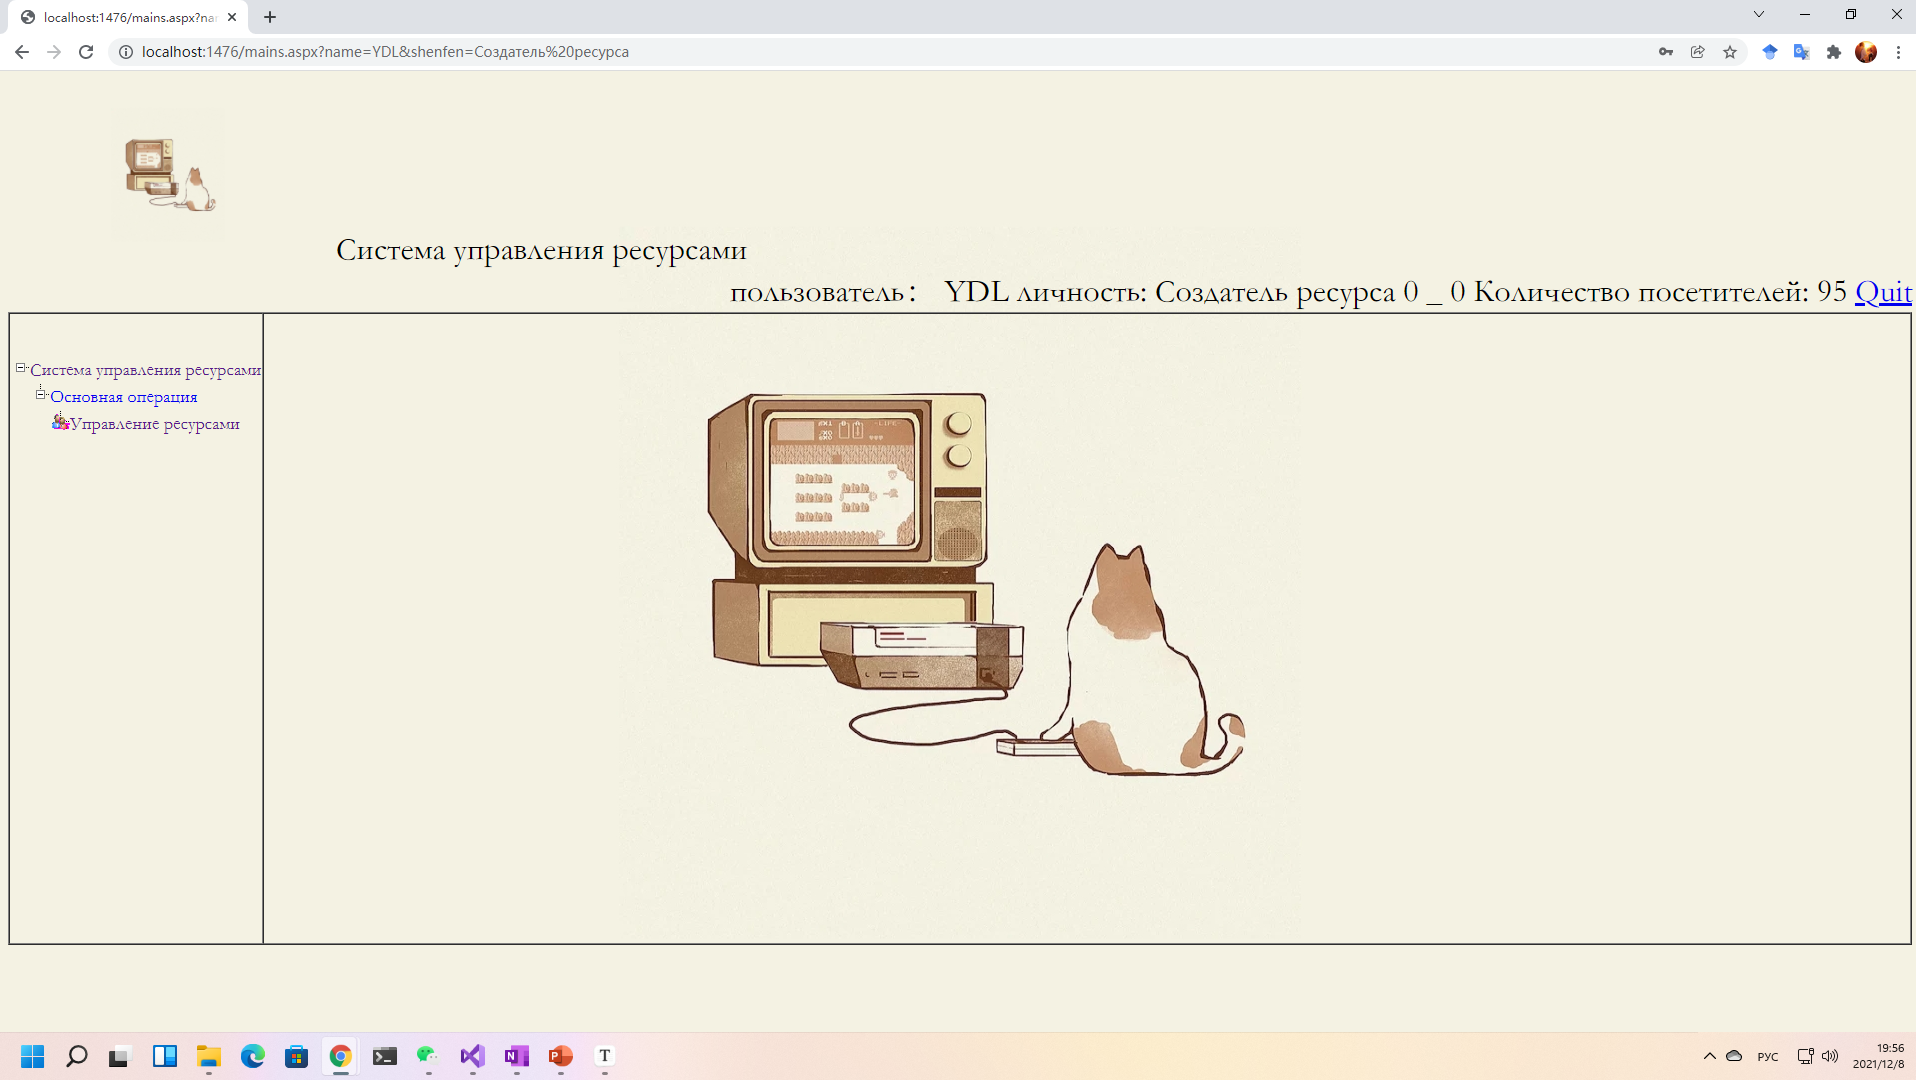 localhost:1476/mains.aspx?nar
localhost:1476/mains.aspx?name=YDL&shenfen=Создатель%20ресурса
Система управления ресурсами
пользователь： YDL личность: Создатель ресурса 0 _ 0 Количество посетителей: 95 Quit
Система управления ресурсами
Основная операция
Управление ресурсами
-LIFE-
РУС
19:56
2021/12/8